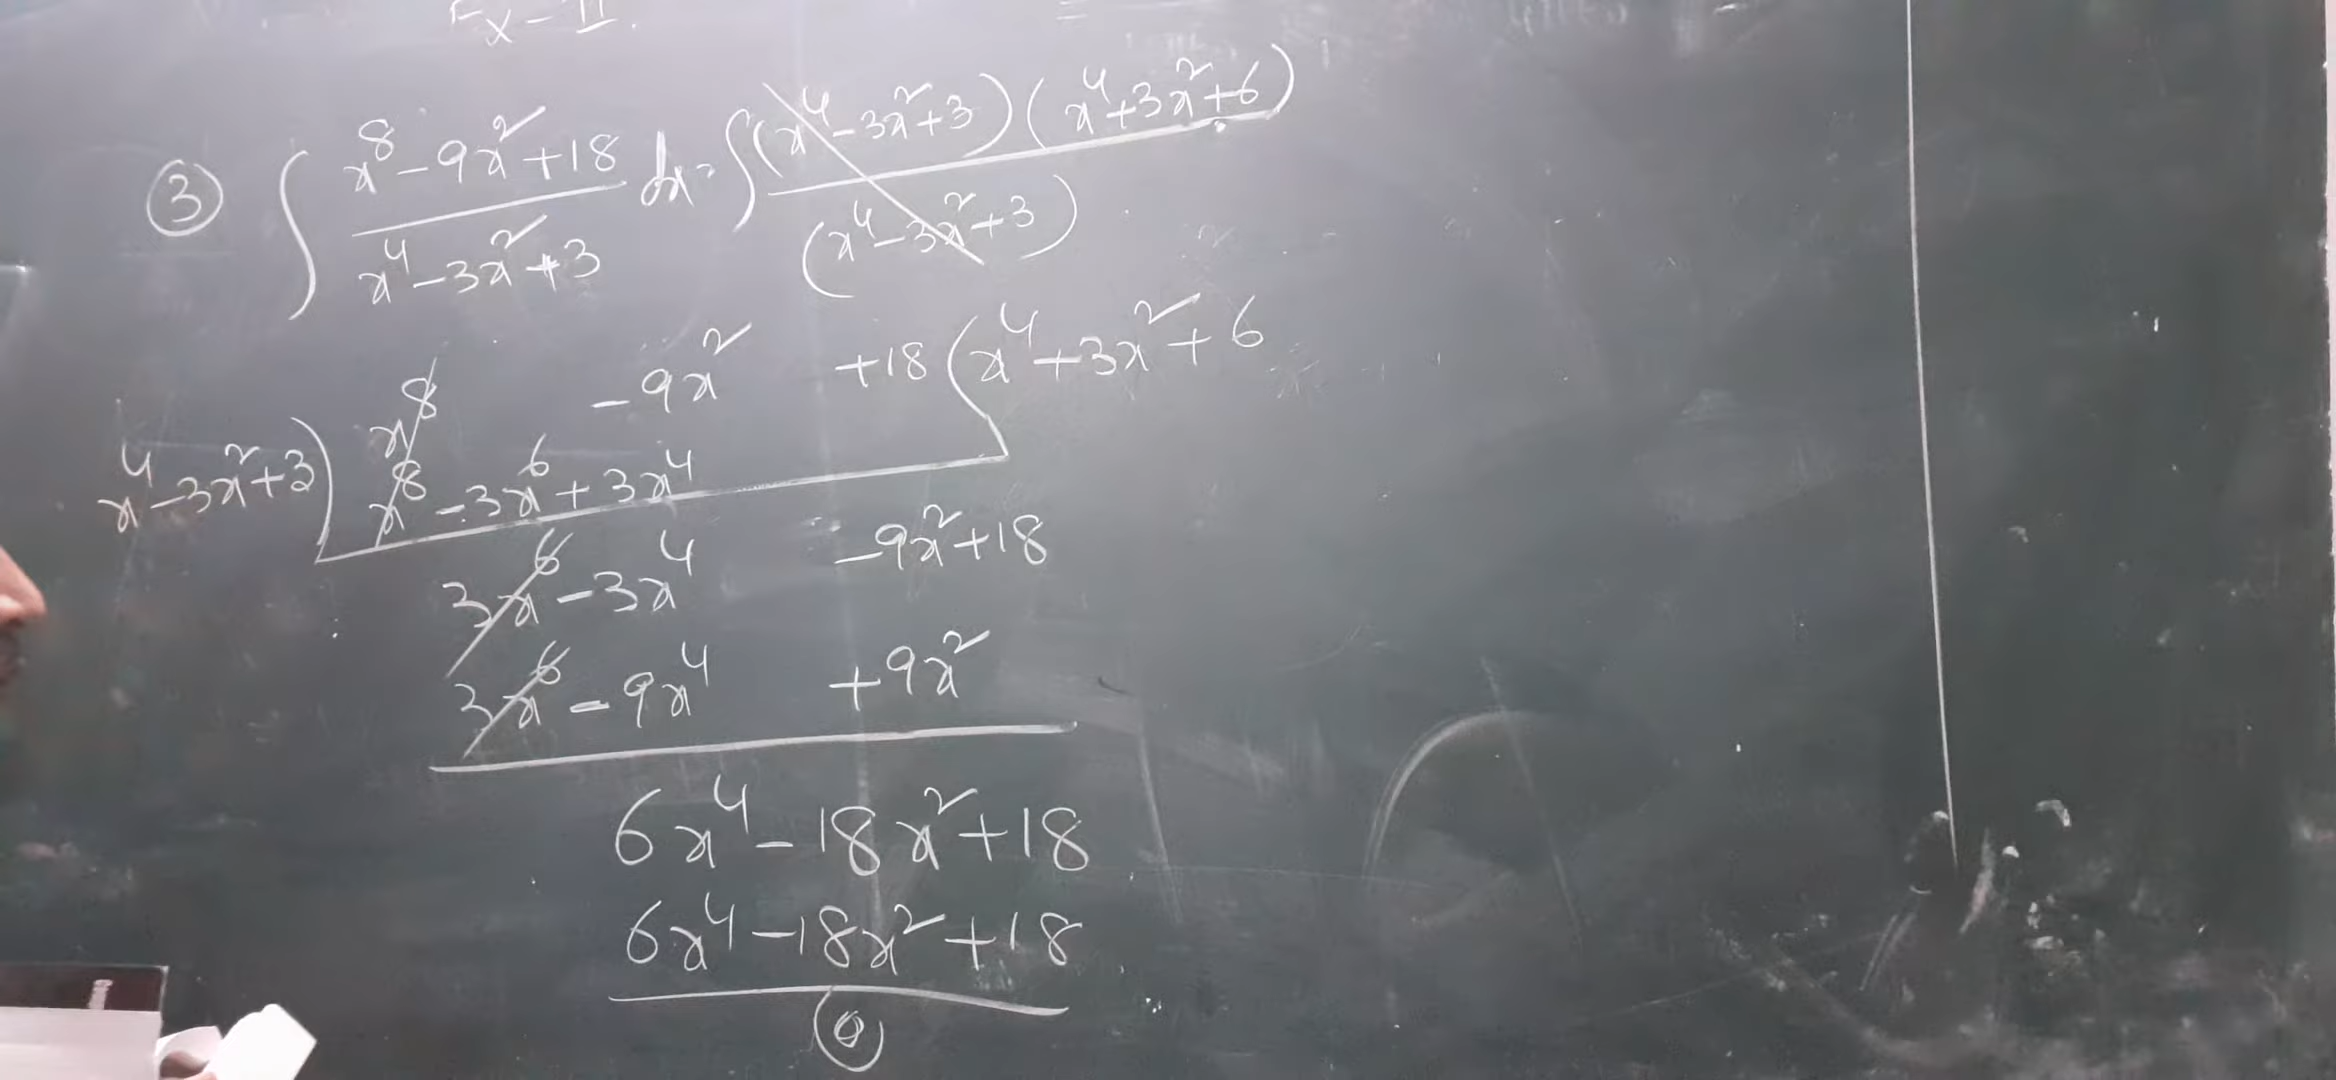 Ex-II.
③ ∫ (x⁸-9x²+18)/(x⁴-3x²+3) dx = ∫ (x⁴-3x²+3)(x⁴+3x²+6)/(x⁴-3x²+3)
x⁴-3x²+3) x⁸ -9x² +18 (x⁴+3x²+6
x⁸-3x⁶+3x⁴
3x⁶-3x⁴ -9x²+18
3x⁶-9x⁴ +9x²
6x⁴-18x²+18
6x⁴-18x²+18
0